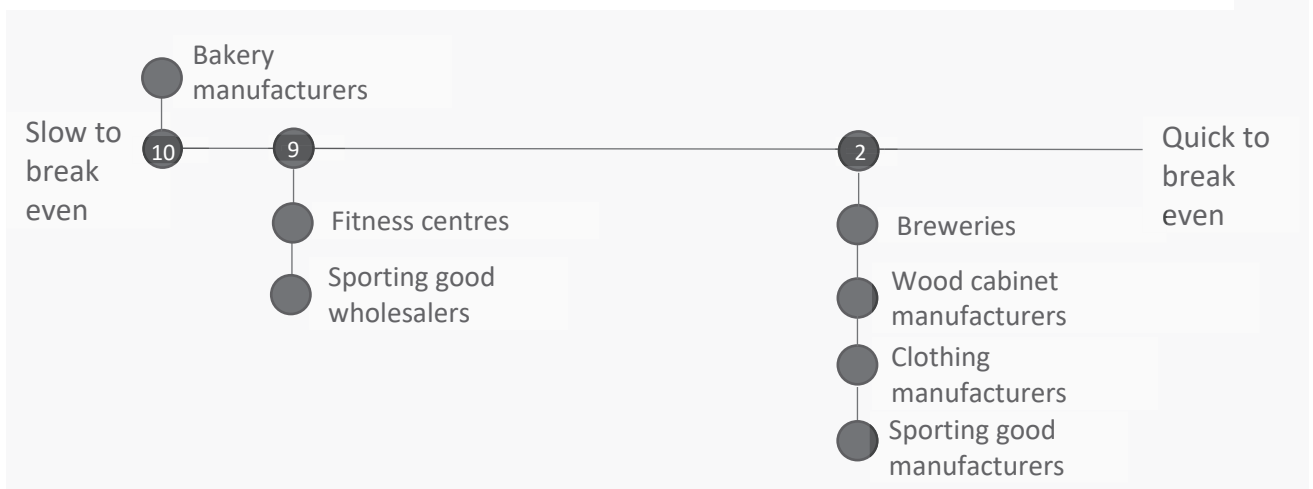 Bakery
manufacturers
Slow to
break
even
10
9
2
Quick to
break
even
Fitness centres
Sporting good
wholesalers
Breweries
Wood cabinet
manufacturers
Clothing
manufacturers
Sporting good
manufacturers